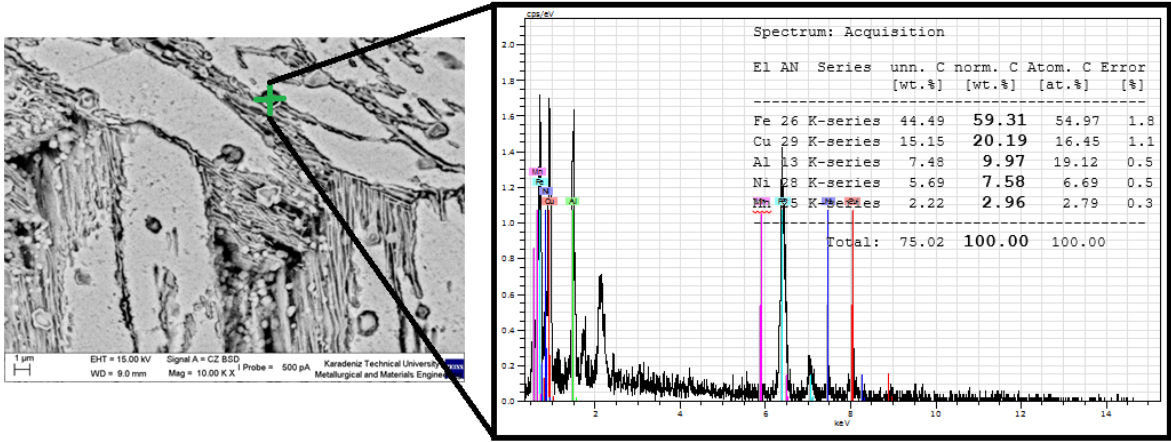 1 µm
EHT = 15.00 kV Signal A = CZ BSD
WD = 9.0 mm Mag = 10.00 K X I Probe = 500 pA
Karadeniz Technical University
Metallurgical and Materials
cps/eV
Spectrum: Acquisition
El AN Series unn. C norm. C Atom. C Error
[wt.%] [wt.%] [at.%] [%]
Fe 26 K-series 44.49 59.31 54.97 1.8
Cu 29 K-series 15.15 20.19 16.45 1.1
Al 13 K-series 7.48 9.97 19.12 0.5
Ni 28 K-series 5.69 7.58 6.69 0.5
Mn 25 K-series 2.22 2.96 2.79 0.3
Total: 75.02 100.00 100.00
2.0
1.8
1.6
1.4
1.2
1.0
0.8
0.6
0.4
0.2
0.0
Mn
Fe
Ni
Cu
Al
2 4 6 8 10 12 14
keV